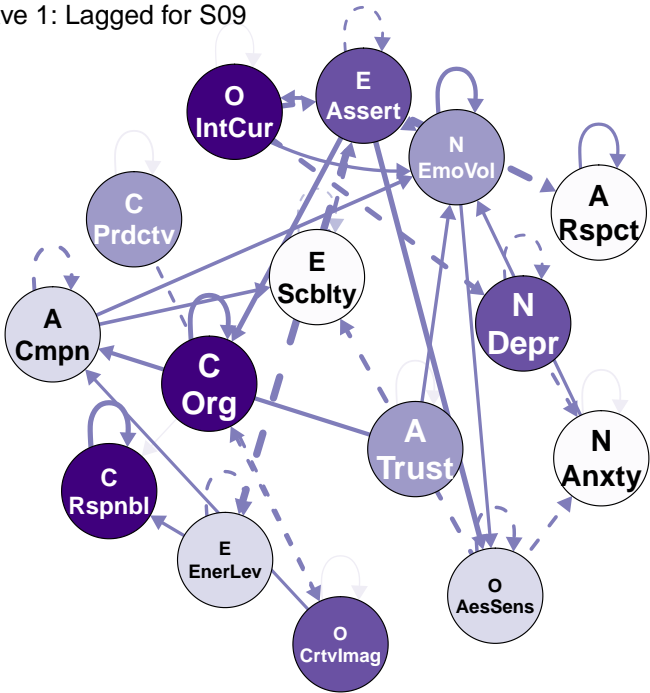 ve 1: Lagged for S09
O
IntCur
E
Assert
N
EmoVol
A
Rspct
C
Prdctv
E
Scblty
A
Cmpn
N
Depr
C
Org
A
Trust
N
Anxty
C
Rspnbl
E
EnerLev
O
AesSens
O
CrtvImag